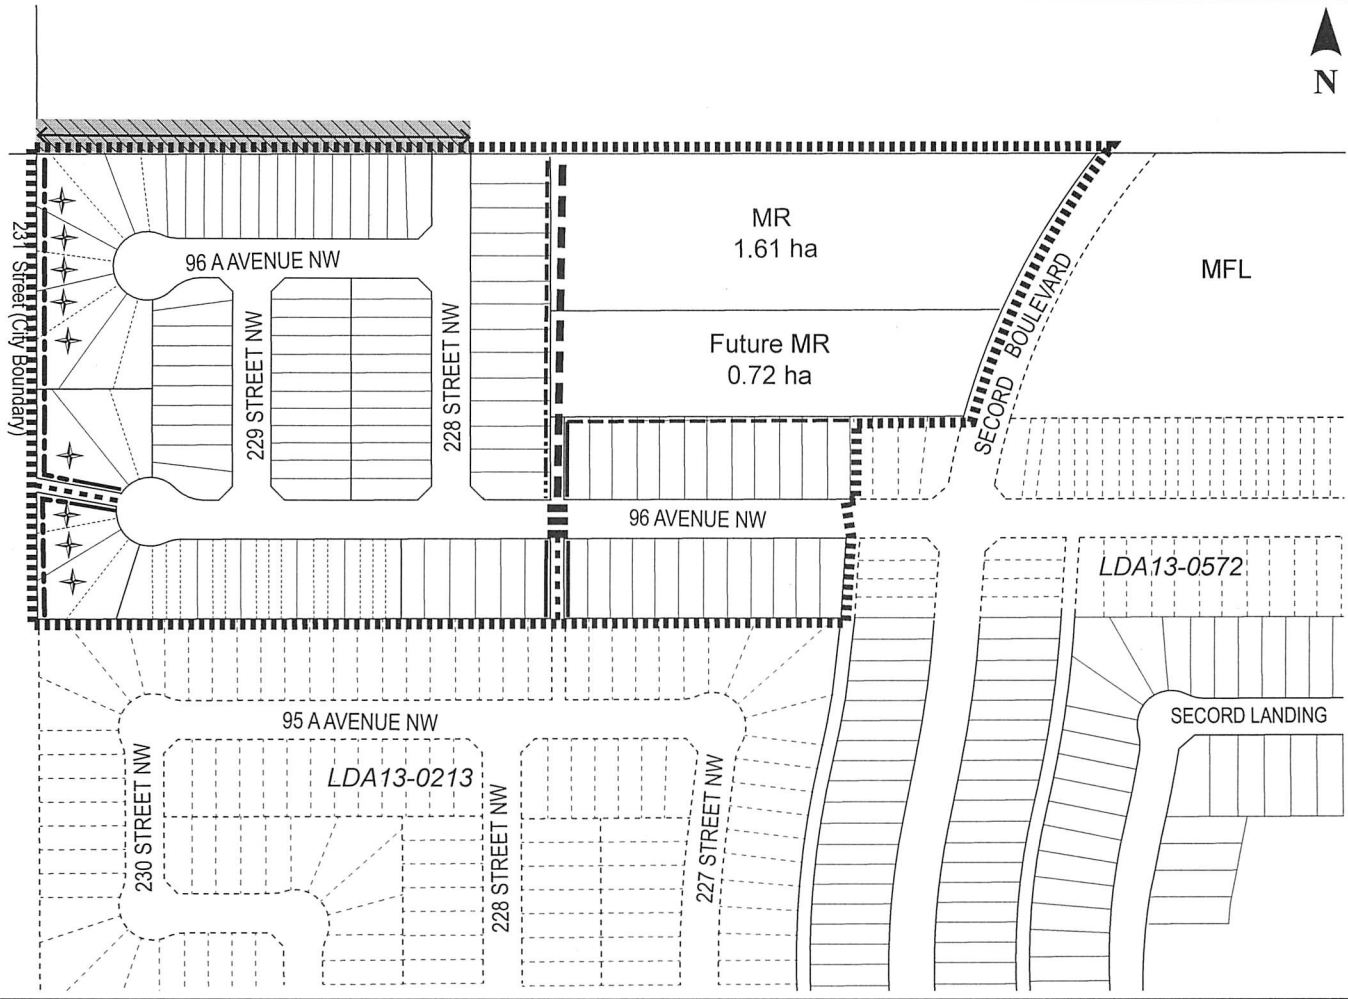 N
MR
1.61 ha
MFL
96 A AVENUE NW
231 Street (City Boundary)
SECORD BOULEVARD
Future MR
0.72 ha
229 STREET NW
228 STREET NW
96 AVENUE NW
LDA13-0572
95 A AVENUE NW
SECORD LANDING
LDA13-0213
230 STREET NW
228 STREET NW
227 STREET NW